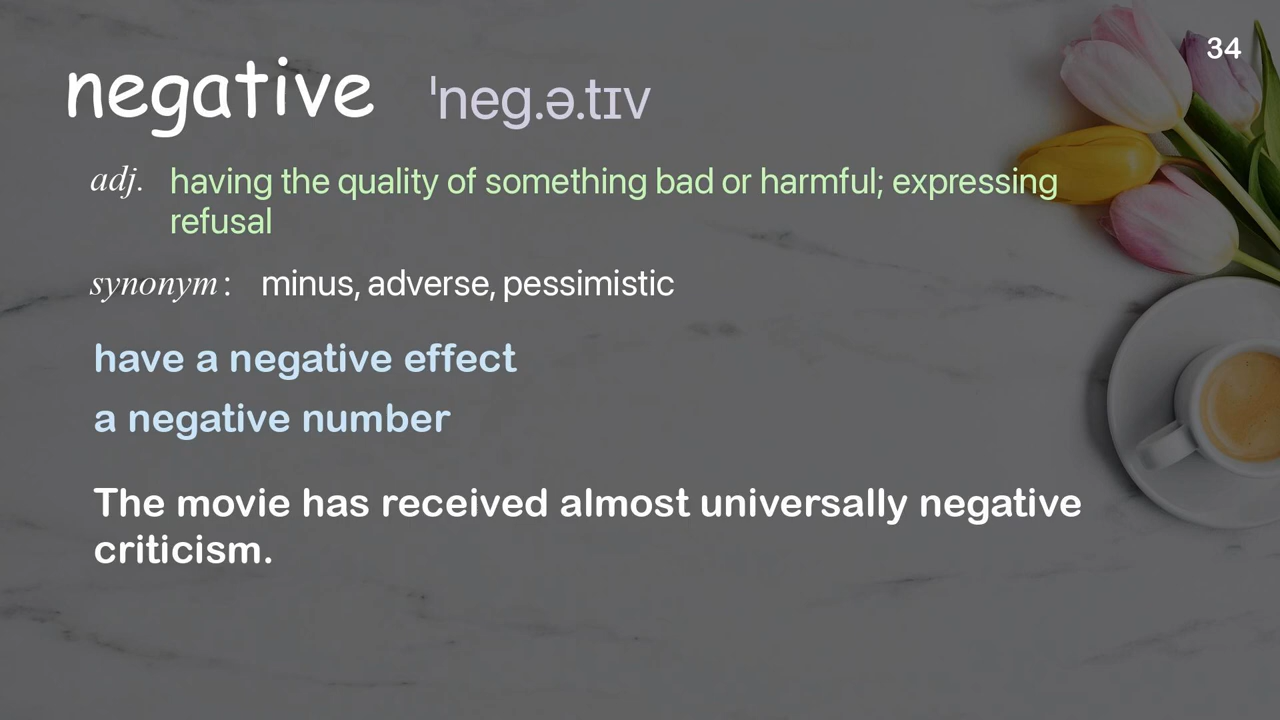 34
negative ˈneg.ə.tɪv
adj. having the quality of something bad or harmful; expressing
refusal
synonym : minus, adverse, pessimistic
have a negative effect
a negative number
The movie has received almost universally negative
criticism.